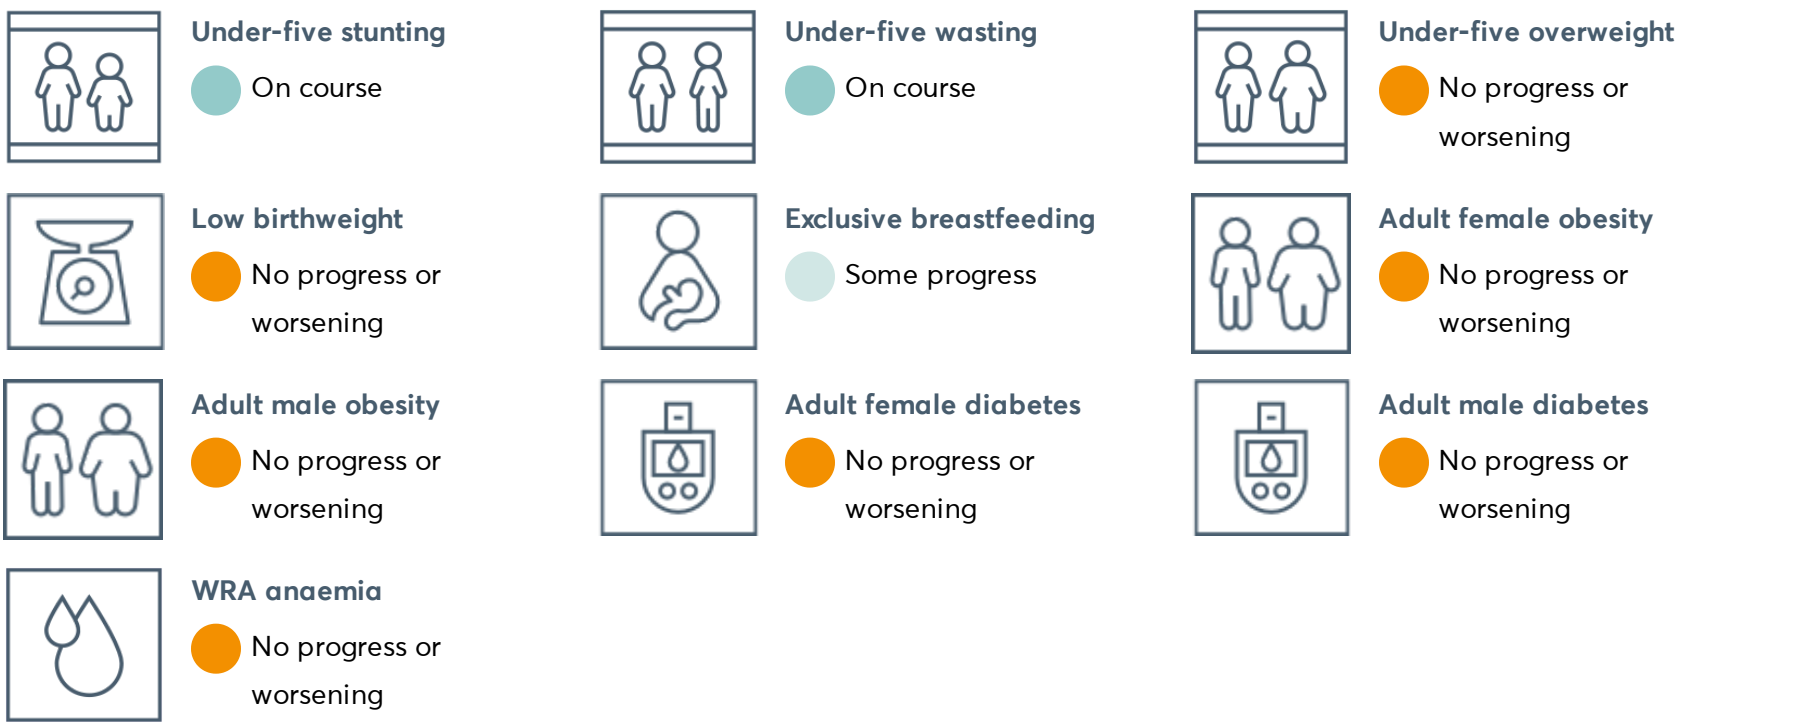 Under-five stunting
On course
Under-five wasting
On course
Under-five overweight
No progress or
worsening
Low birthweight
No progress or
worsening
Exclusive breastfeeding
Some progress
Adult female obesity
No progress or
worsening
Adult male obesity
No progress or
worsening
Adult female diabetes
No progress or
worsening
Adult male diabetes
No progress or
worsening
WRA anaemia
No progress or
worsening